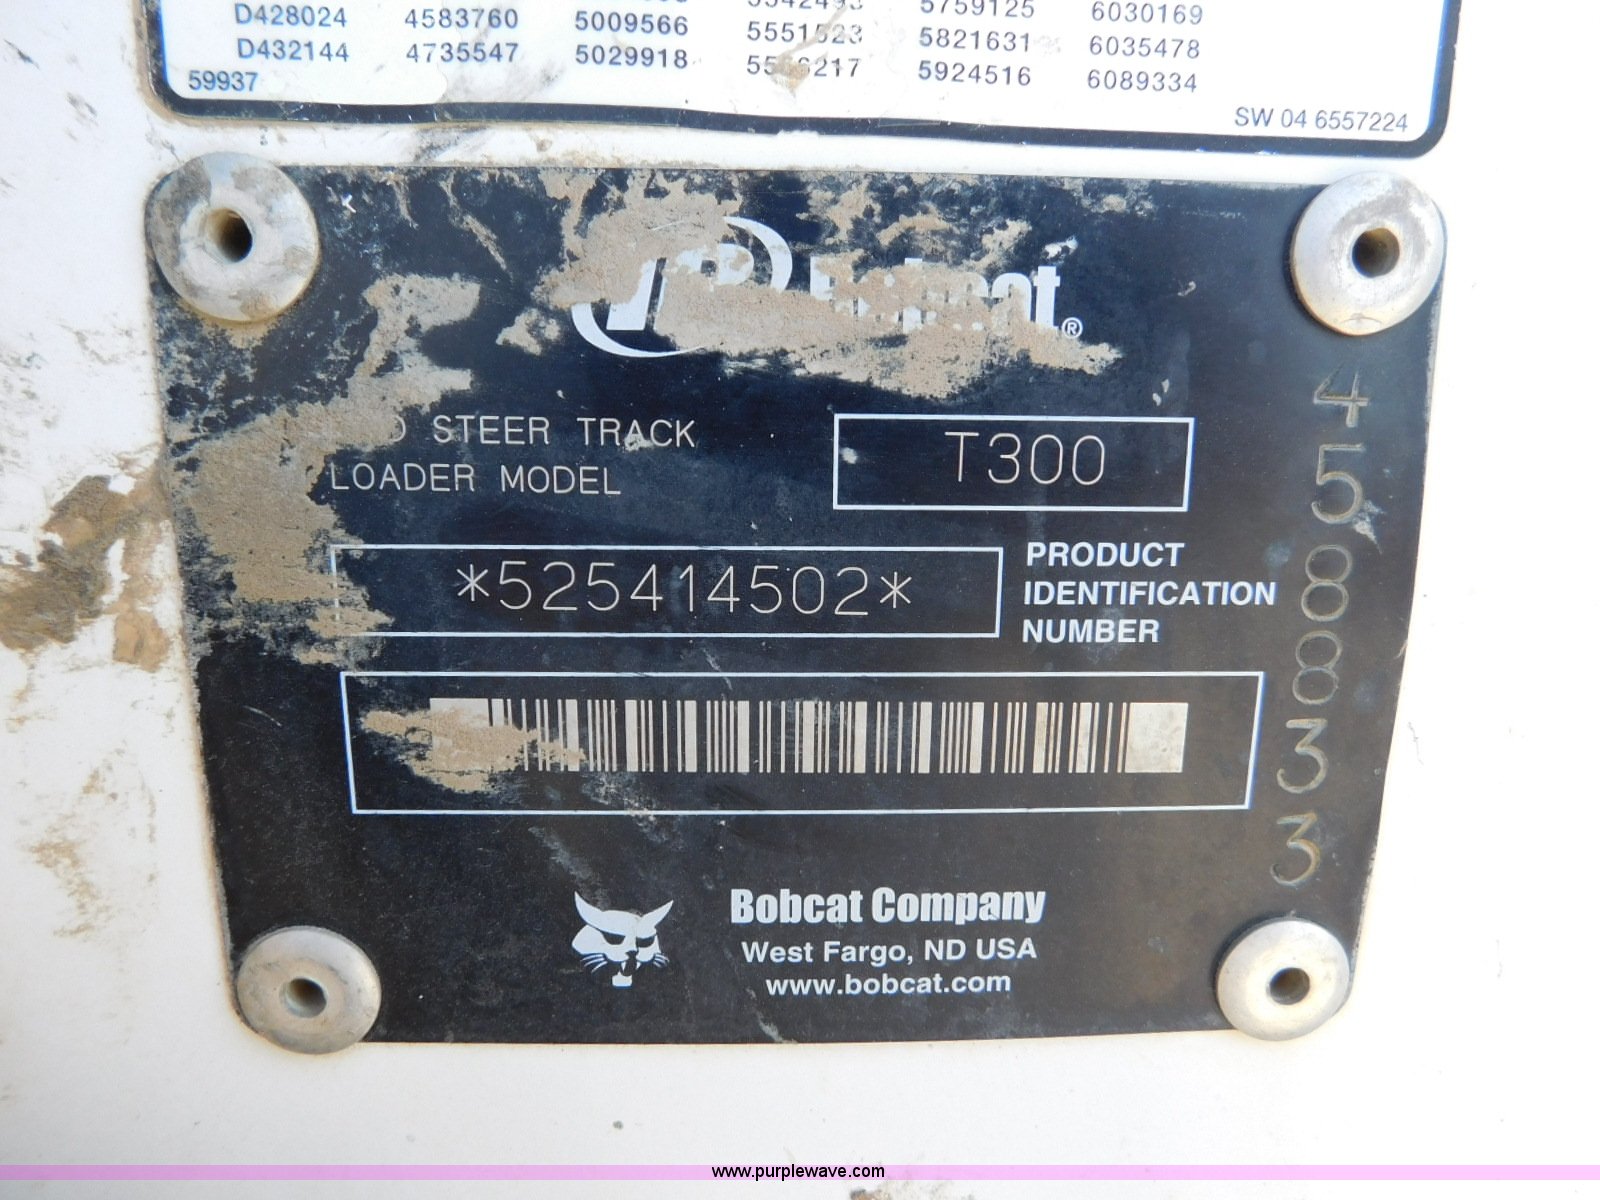 D428024 4583760 5009566 5759125 6030169
D432144 4735547 5029918 5821631 6035478
5924516 6089334
59937
SW 04 6557224
Bobcat®
STEER TRACK
LOADER MODEL
T300
*525414502*
PRODUCT
IDENTIFICATION
NUMBER
458833
Bobcat Company
West Fargo, ND USA
www.bobcat.com
www.purplewave.com